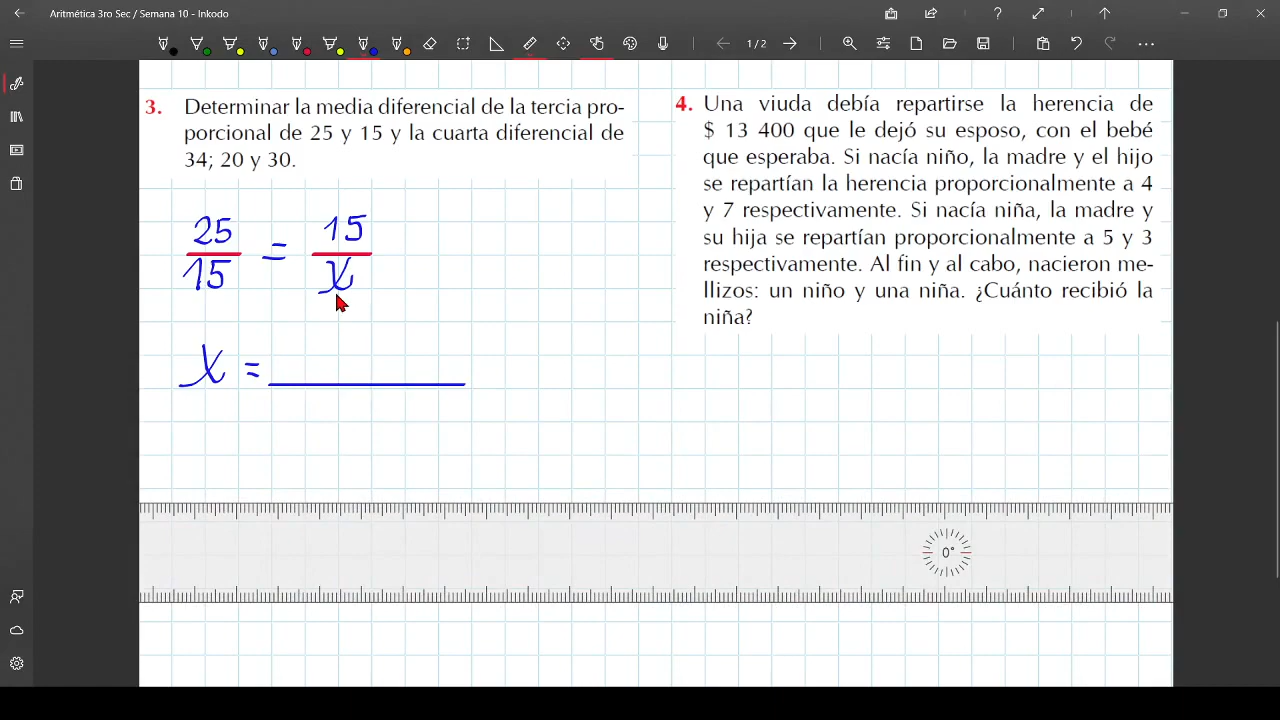 Aritmética 3ro Sec / Semana 10 - Inkodo
1/2
3. Determinar la media diferencial de la tercia pro-
porcional de 25 y 15 y la cuarta diferencial de
34; 20 y 30.
25/15 = 15/x
x =
4. Una viuda debía repartirse la herencia de
$ 13 400 que le dejó su esposo, con el bebé
que esperaba. Si nacía niño, la madre y el hijo
se repartían la herencia proporcionalmente a 4
y 7 respectivamente. Si nacía niña, la madre y
su hija se repartían proporcionalmente a 5 y 3
respectivamente. Al fin y al cabo, nacieron me-
llizos: un niño y una niña. ¿Cuánto recibió la
niña?
0°